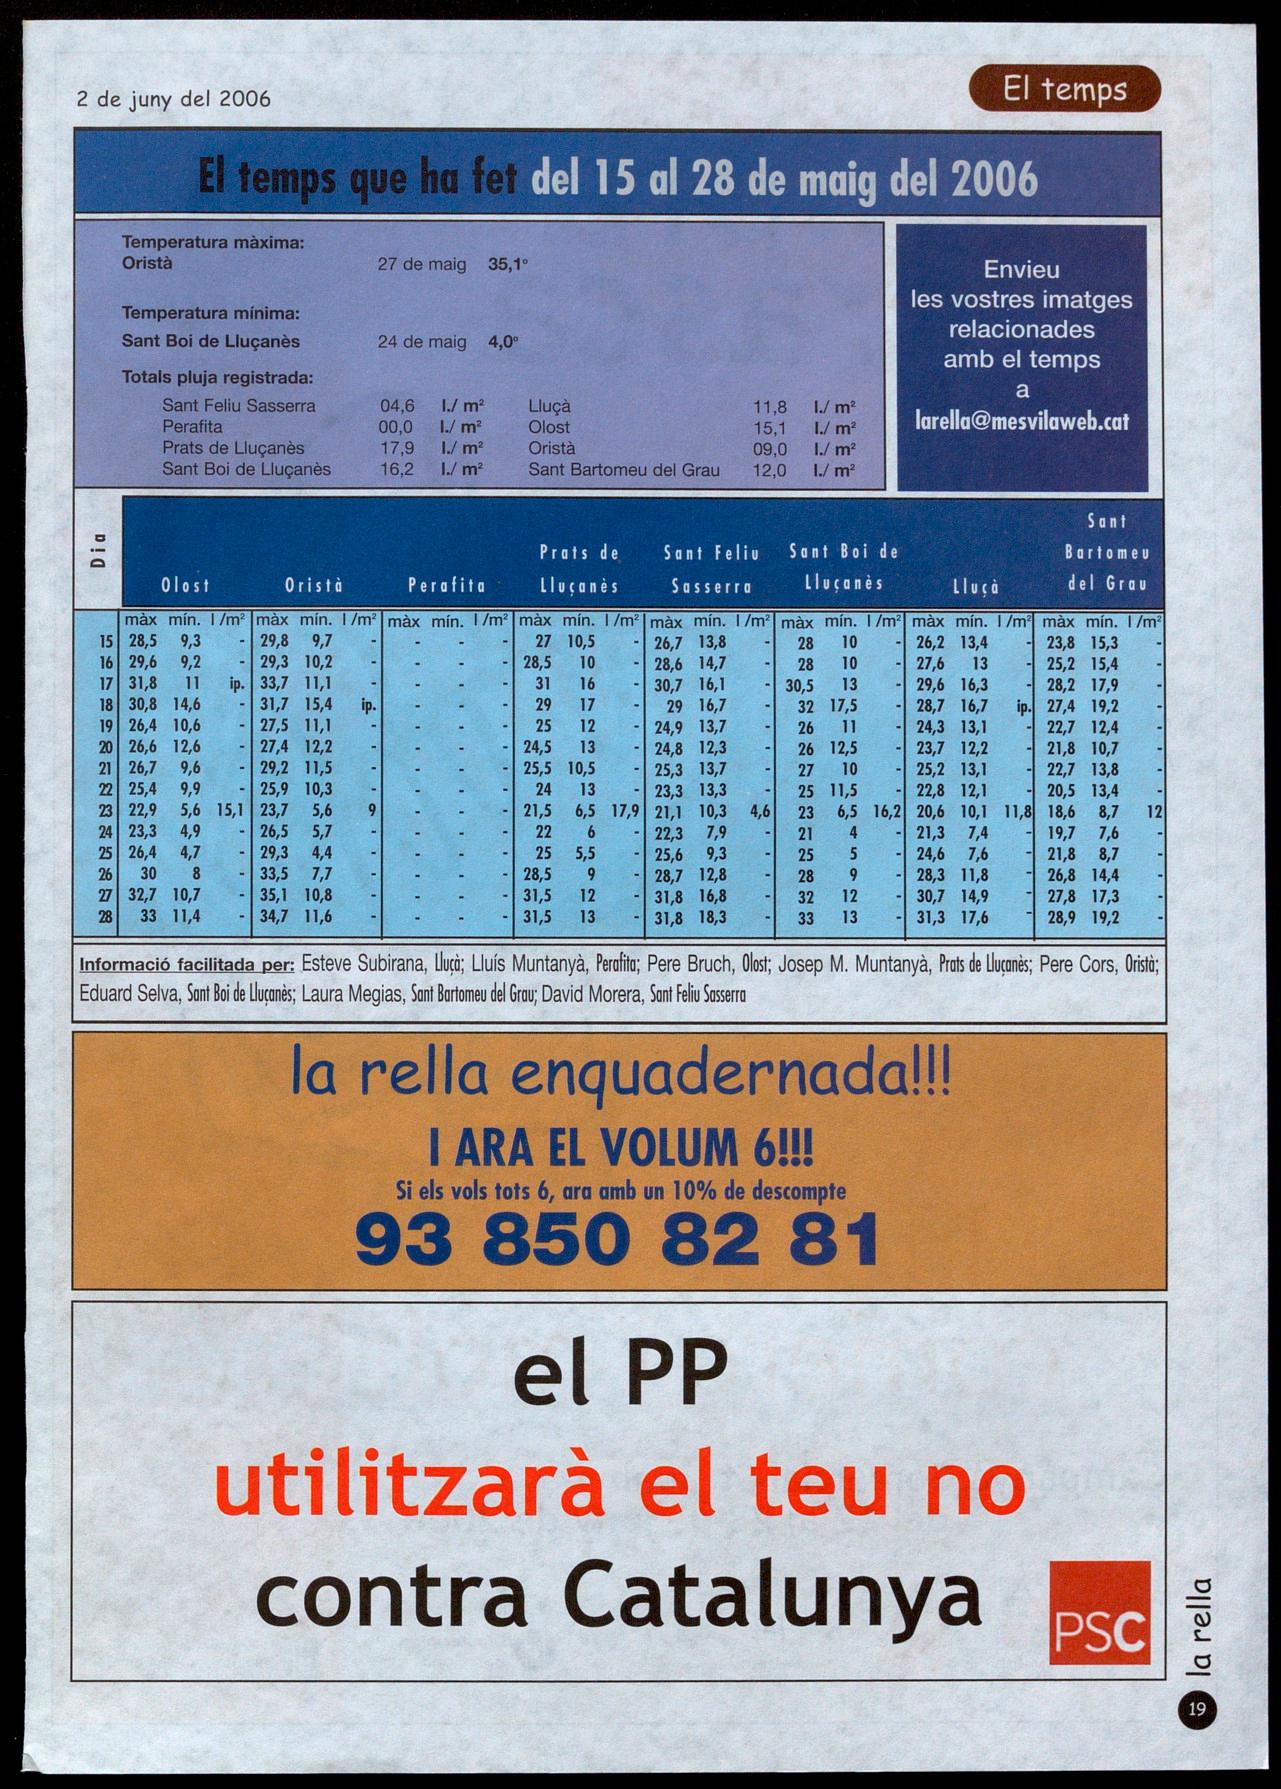 2 de juny del 2006
El temps
El temps que ha fet del 15 al 28 de maig del 2006
Temperatura màxima:
Oristà 27 de maig 35,1º
Temperatura mínima:
Sant Boi de Lluçanès 24 de maig 4,0º
Totals pluja registrada:
Sant Feliu Sasserra 04,6 l./ m² Lluçà 11,8 l./ m²
Perafita 00,0 l./ m² Olost 15,1 l./ m²
Prats de Lluçanès 17,9 l./ m² Oristà 09,0 l./ m²
Sant Boi de Lluçanès 16,2 l./ m² Sant Bartomeu del Grau 12,0 l./ m²
Envieu
les vostres imatges
relacionades
amb el temps
a
larella@mesvilaweb.cat
Dia Olost Oristà Perafita Prats de Lluçanès Sant Feliu Sasserra Sant Boi de Lluçanès Lluçà Sant Bartomeu del Grau
màx mín. l /m² màx mín. l /m² màx mín. l /m² màx mín. l /m² màx mín. l /m² màx mín. l /m² màx mín. l /m² màx mín. l /m²
15 28,5 9,3 - 29,8 9,7 - - - - 27 10,5 - 26,7 13,8 - 28 10 - 26,2 13,4 - 23,8 15,3 -
16 29,6 9,2 - 29,3 10,2 - - - - 28,5 10 - 28,6 14,7 - 28 10 - 27,6 13 - 25,2 15,4 -
17 31,8 11 ip. 33,7 11,1 - - - - 31 16 - 30,7 16,1 - 30,5 13 - 29,6 16,3 - 28,2 17,9 -
18 30,8 14,6 - 31,7 15,4 ip. - - - 29 17 - 29 16,7 - 32 17,5 - 28,7 16,7 ip. 27,4 19,2 -
19 26,4 10,6 - 27,5 11,1 - - - - 25 12 - 24,9 13,7 - 26 11 - 24,3 13,1 - 22,7 12,4 -
20 26,6 12,6 - 27,4 12,2 - - - - 24,5 13 - 24,8 12,3 - 26 12,5 - 23,7 12,2 - 21,8 10,7 -
21 26,7 9,6 - 29,2 11,5 - - - - 25,5 10,5 - 25,3 13,7 - 27 10 - 25,2 13,1 - 22,7 13,8 -
22 25,4 9,9 - 25,9 10,3 - - - - 24 13 - 23,3 13,3 - 25 11,5 - 22,8 12,1 - 20,5 13,4 -
23 22,9 5,6 15,1 23,7 5,6 9 - - - 21,5 6,5 17,9 21,1 10,3 4,6 23 6,5 16,2 20,6 10,1 11,8 18,6 8,7 12
24 23,3 4,9 - 26,5 5,7 - - - - 22 6 - 22,3 7,9 - 21 4 - 21,3 7,4 - 19,7 7,6 -
25 26,4 4,7 - 29,3 4,4 - - - - 25 5,5 - 25,6 9,3 - 25 5 - 24,6 7,6 - 21,8 8,7 -
26 30 8 - 33,5 7,7 - - - - 28,5 9 - 28,7 12,8 - 28 9 - 28,3 11,8 - 26,8 14,4 -
27 32,7 10,7 - 35,1 10,8 - - - - 31,5 12 - 31,8 16,8 - 32 12 - 30,7 14,9 - 27,8 17,3 -
28 33 11,4 - 34,7 11,6 - - - - 31,5 13 - 31,8 18,3 - 33 13 - 31,3 17,6 - 28,9 19,2 -
Informació facilitada per: Esteve Subirana, Lluçà; Lluís Muntanyà, Perafita; Pere Bruch, Olost; Josep M. Muntanyà, Prats de Lluçanès; Pere Cors, Oristà;
Eduard Selva, Sant Boi de Lluçanès; Laura Megias, Sant Bartomeu del Grau; David Morera, Sant Feliu Sasserra
la rella enquadernada!!!
I ARA EL VOLUM 6!!!
Si els vols tots 6, ara amb un 10% de descompte
93 850 82 81
el PP
utilitzarà el teu no
contra Catalunya
PSC
la rella
19